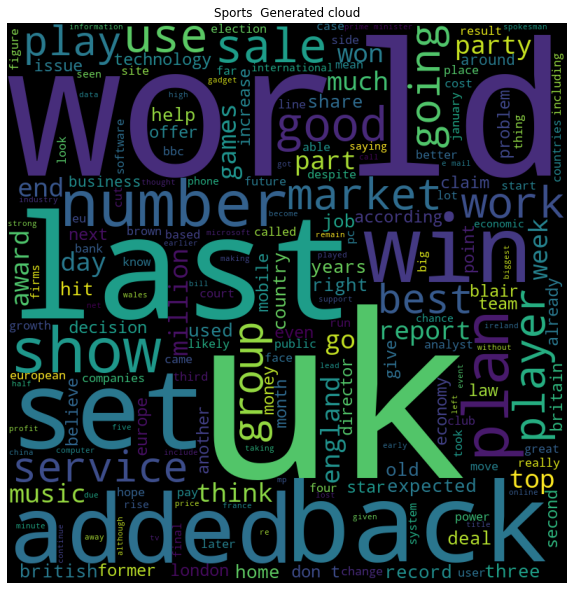 Sports Generated cloud
figure
information
election
prime minister
spokesman
play
use
sale
won
case
side
mean
far
result
party
issue
technology
seen
site
international
around
place
gadget
data
high
bbc
help
offer
games
increase
line
share
much
going
cost
january
problem
thing
countries including
world
look
software
able
saying
good
got
call
part
despite
better
e mail
end
business
cut
thought
phone
future
lot
start
industry
number
market
claim
work
strong
eu
become
according
economic
last
next
brown
based
called
job
microsoft
pc
win
point
week
award
bank
earlier
remain
day
know
making
years
big
biggest
firms
hit
wales
million
bill
court
mobile
country
right
played
best
blair
team
already
net
growth
decision
used
likely
even
public
run
support
chance
report
player
britain
ireland
without
show
came
group
go
analyst
plan
european
companies
third
face
lead
director
give
economy
law
left
event
half
believe
europe
another
money
month
england
club
took
profit
five
uk
taking
old
move
great
really
china
computer
include
set
service
early
top
music
due
hope
pay
think
mp
four
star
expected
online
second
rise
price
cost
france
system
power
title
deal
minute
added
back
although
away
tv
final
later
re
given
user
continue
british
former
london
home
don t
change
record
three